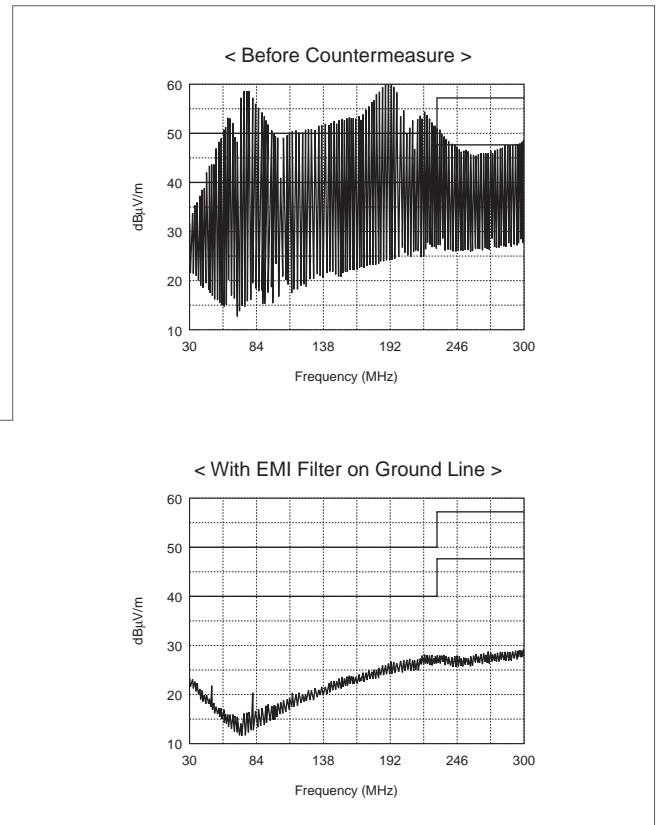 < Before Countermeasure >
60
50
40
30
20
10
dBµV/m
30 84 138 192 246 300
Frequency (MHz)
< With EMI Filter on Ground Line >
60
50
40
30
20
10
dBµV/m
30 84 138 192 246 300
Frequency (MHz)